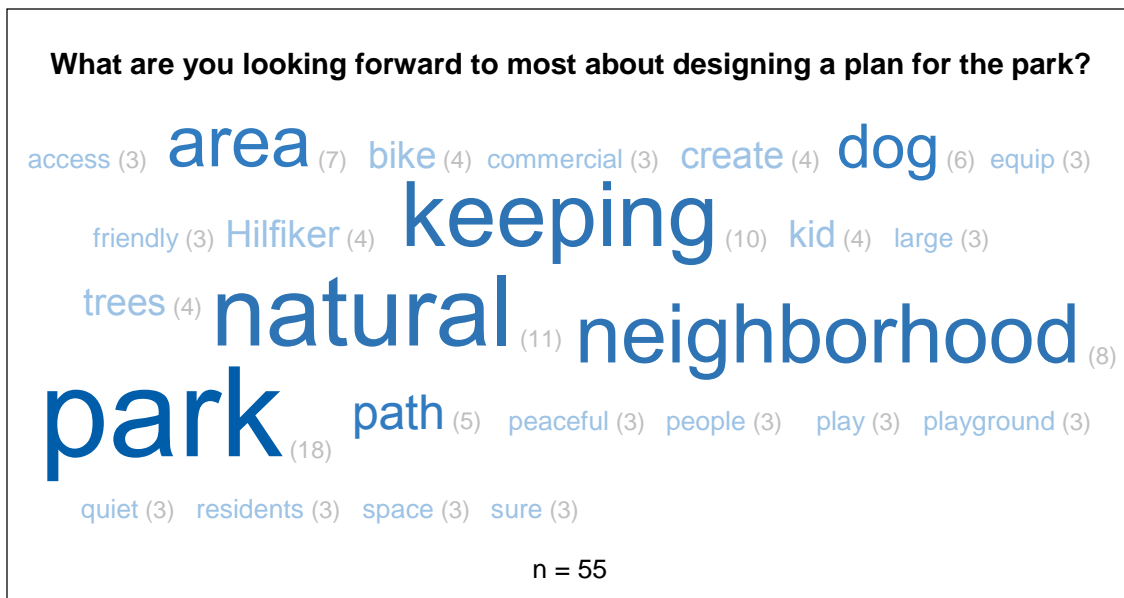 What are you looking forward to most about designing a plan for the park?
access (3) area (7) bike (4) commercial (3) create (4) dog (6) equip (3)
friendly (3) Hilfiker (4) keeping (10) kid (4) large (3)
trees (4) natural (11) neighborhood (8)
park (18) path (5) peaceful (3) people (3) play (3) playground (3)
quiet (3) residents (3) space (3) sure (3)
n = 55